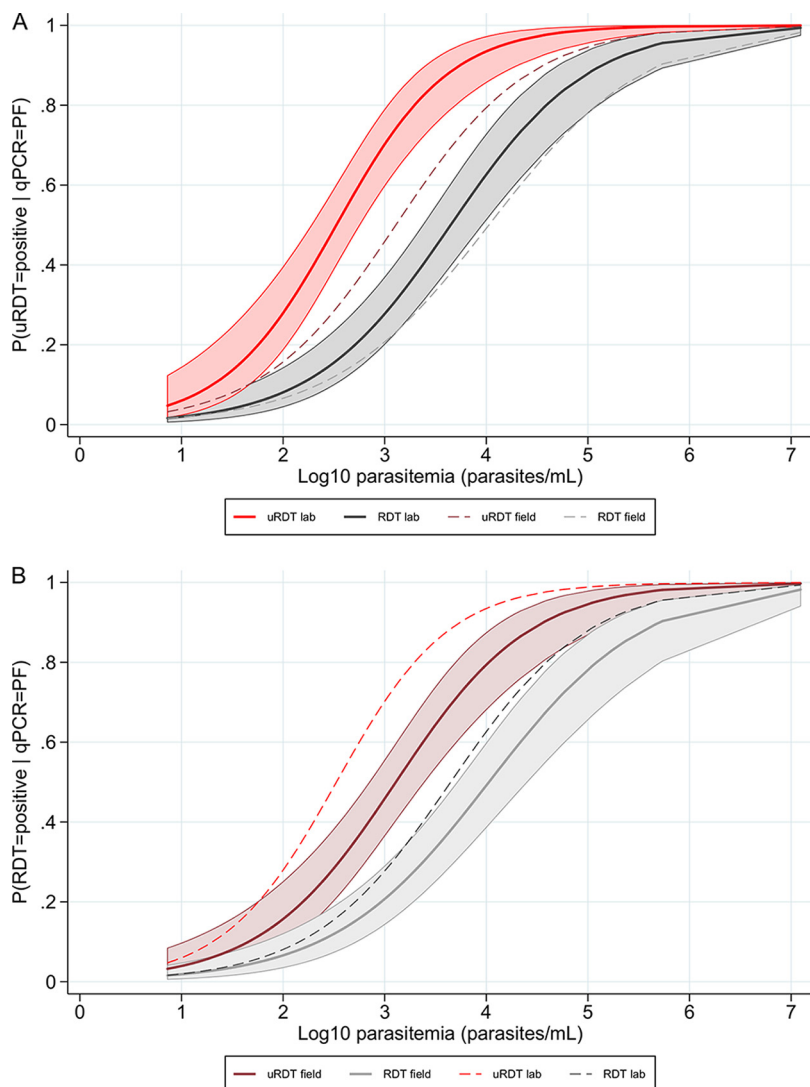 A
P(uRDT=positive | qPCR=PF)
1
.8
.6
.4
.2
0
0 1 2 3 4 5 6 7
Log10 parasitemia (parasites/mL)
uRDT lab RDT lab uRDT field RDT field
B
P(RDT=positive | qPCR=PF)
1
.8
.6
.4
.2
0
0 1 2 3 4 5 6 7
Log10 parasitemia (parasites/mL)
uRDT field RDT field uRDT lab RDT lab